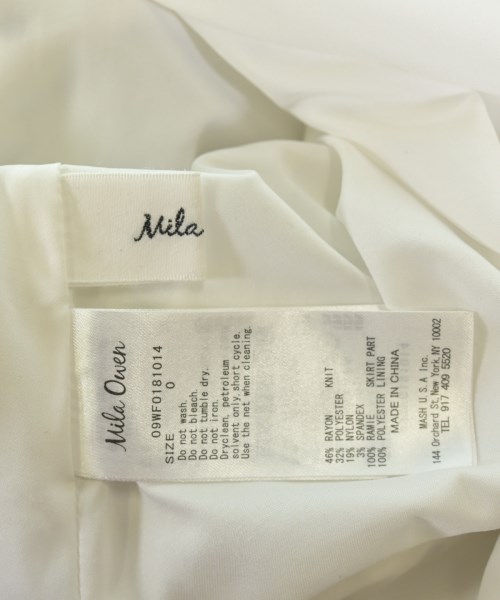 Mila
Mila Owen
09WF0181014
SIZE 0
Do not wash.
Do not bleach.
Do not tumble dry.
Do not iron.
Dryclean, petroleum
solvent only,short cycle.
Use the net when cleaning.
46% RAYON KNIT
32% POLYESTER
19% NYLON
3% SPANDEX
100% RAMIE SKIRT PART
100% POLYESTER LINING
MADE IN CHINA
MASH U.S.A Inc.
144 Orchard St, New York, NY 10002
TEL 917 409 5520